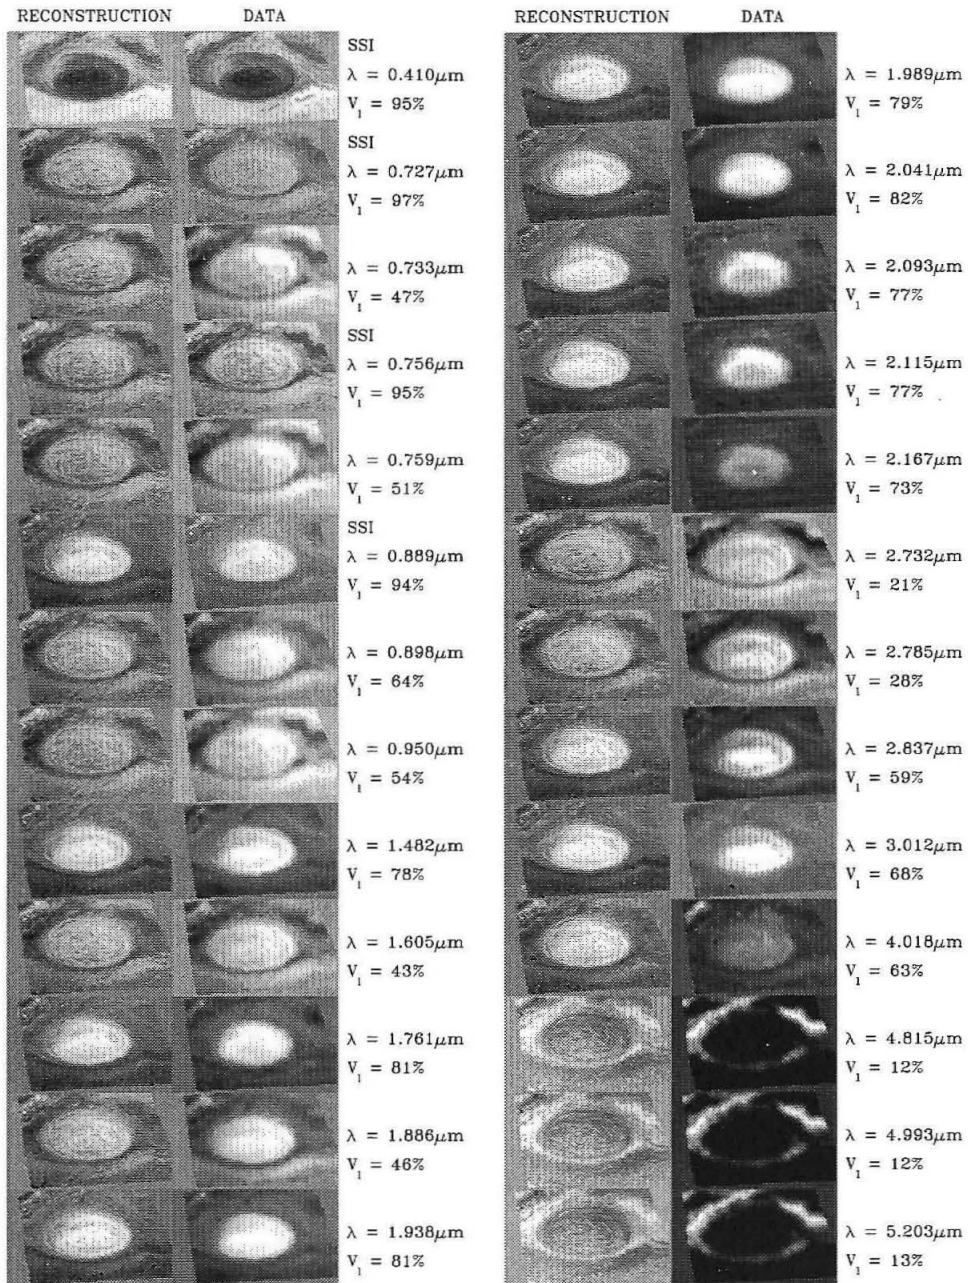 RECONSTRUCTION DATA
SSI
λ = 0.410μm
V₁ = 95%
SSI
λ = 0.727μm
V₁ = 97%
λ = 0.733μm
V₁ = 47%
SSI
λ = 0.756μm
V₁ = 95%
λ = 0.759μm
V₁ = 51%
SSI
λ = 0.889μm
V₁ = 94%
λ = 0.898μm
V₁ = 64%
λ = 0.950μm
V₁ = 54%
λ = 1.482μm
V₁ = 78%
λ = 1.605μm
V₁ = 43%
λ = 1.761μm
V₁ = 81%
λ = 1.886μm
V₁ = 46%
λ = 1.938μm
V₁ = 81%
RECONSTRUCTION DATA
λ = 1.989μm
V₁ = 79%
λ = 2.041μm
V₁ = 82%
λ = 2.093μm
V₁ = 77%
λ = 2.115μm
V₁ = 77%
λ = 2.167μm
V₁ = 73%
λ = 2.732μm
V₁ = 21%
λ = 2.785μm
V₁ = 28%
λ = 2.837μm
V₁ = 59%
λ = 3.012μm
V₁ = 68%
λ = 4.018μm
V₁ = 63%
λ = 4.815μm
V₁ = 12%
λ = 4.993μm
V₁ = 12%
λ = 5.203μm
V₁ = 13%